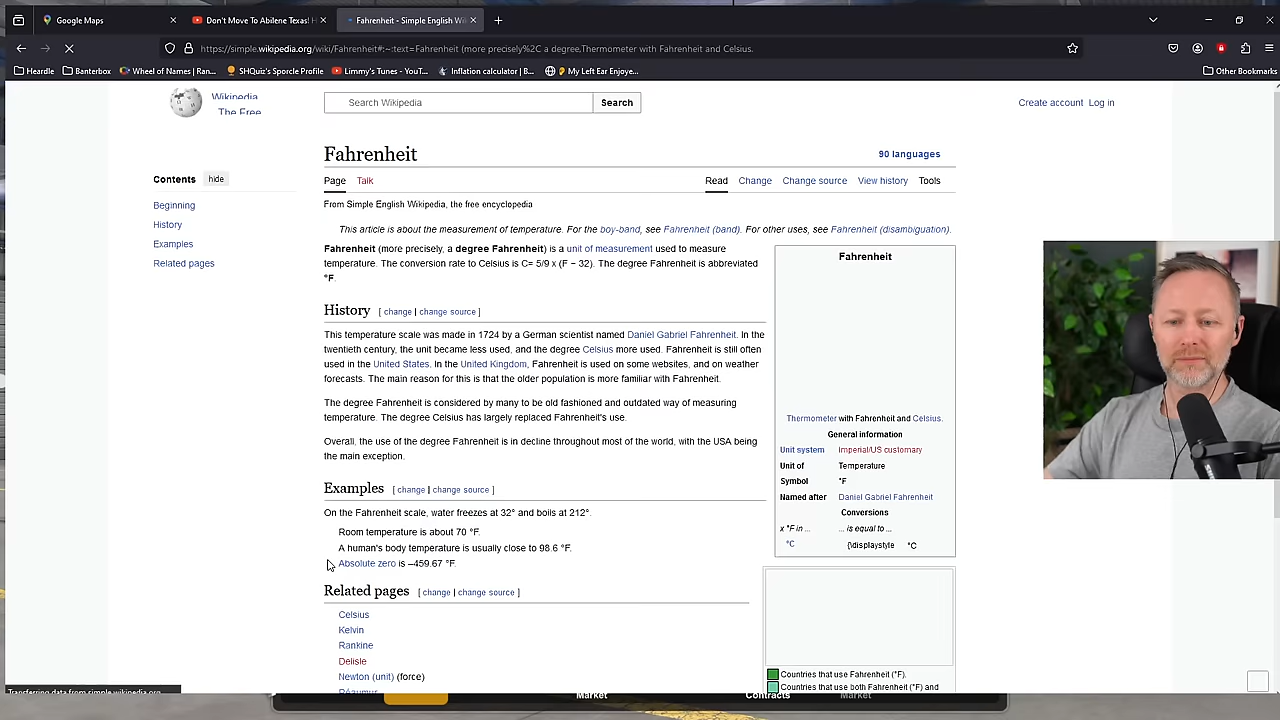 Google Maps
Don't Move To Abilene Texas! H
Fahrenheit - Simple English Wi
https://simple.wikipedia.org/wiki/Fahrenheit#:~:text=Fahrenheit (more precisely%2C a degree,Thermometer with Fahrenheit and Celsius.
Heardle
Banterbox
Wheel of Names | Ran...
SHQuiz's Sporcle Profile
Limmy's Tunes - YouT...
Inflation calculator | B...
My Left Ear Enjoye...
Other Bookmarks
Wikipedia
The Free
Search Wikipedia
Search
Create account Log in
Fahrenheit
90 languages
Page Talk
Read Change Change source View history Tools
Contents hide
Beginning
History
Examples
Related pages
From Simple English Wikipedia, the free encyclopedia
This article is about the measurement of temperature. For the boy-band, see Fahrenheit (band). For other uses, see Fahrenheit (disambiguation).
Fahrenheit (more precisely, a degree Fahrenheit) is a unit of measurement used to measure
temperature. The conversion rate to Celsius is C= 5/9 x (F − 32). The degree Fahrenheit is abbreviated
°F.
History [ change | change source ]
This temperature scale was made in 1724 by a German scientist named Daniel Gabriel Fahrenheit. In the
twentieth century, the unit became less used, and the degree Celsius more used. Fahrenheit is still often
used in the United States. In the United Kingdom, Fahrenheit is used on some websites, and on weather
forecasts. The main reason for this is that the older population is more familiar with Fahrenheit.
The degree Fahrenheit is considered by many to be old fashioned and outdated way of measuring
temperature. The degree Celsius has largely replaced Fahrenheit's use.
Overall, the use of the degree Fahrenheit is in decline throughout most of the world, with the USA being
the main exception.
Examples [ change | change source ]
On the Fahrenheit scale, water freezes at 32° and boils at 212°.
Room temperature is about 70 °F.
A human's body temperature is usually close to 98.6 °F.
Absolute zero is −459.67 °F.
Related pages [ change | change source ]
Celsius
Kelvin
Rankine
Delisle
Newton (unit) (force)
Réaumur
Fahrenheit
Thermometer with Fahrenheit and Celsius.
General information
Unit system Imperial/US customary
Unit of Temperature
Symbol °F
Named after Daniel Gabriel Fahrenheit
Conversions
x °F in ... ... is equal to ...
°C {\displaystyle °C
Countries that use Fahrenheit (°F).
Countries that use both Fahrenheit (°F) and
Transferring data from simple.wikipedia.org
Market
Contracts
Market